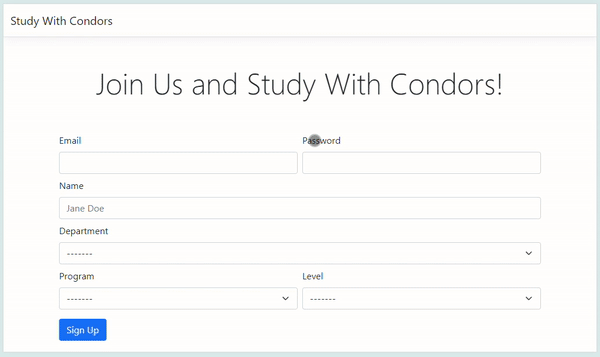 Study With Condors
Join Us and Study With Condors!
Email Password
Name
Jane Doe
Department
-------
Program Level
------- -------
Sign Up